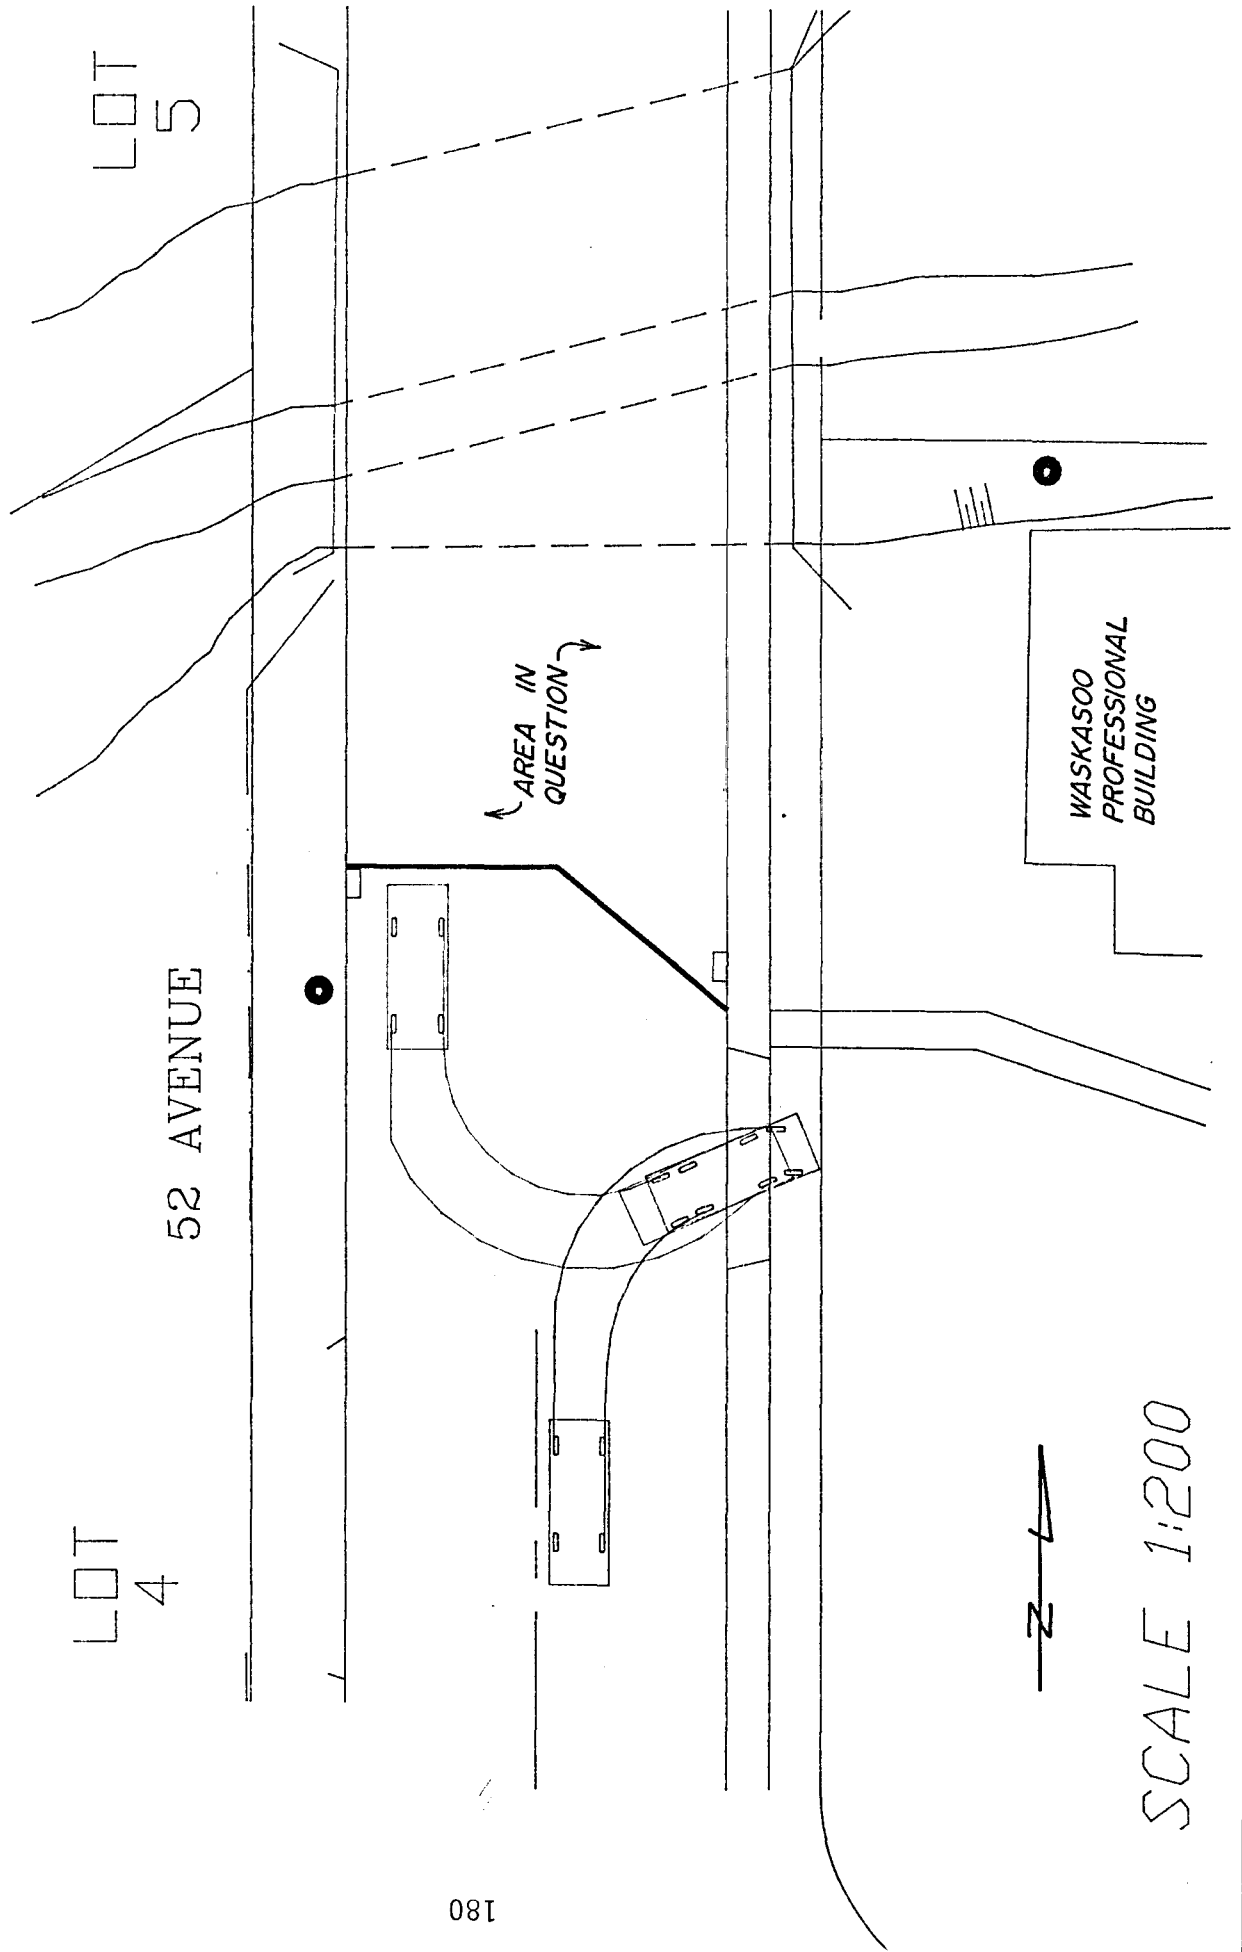 LOT
4
LOT
5
52 AVENUE
AREA IN
QUESTION
WASKASOO
PROFESSIONAL
BUILDING
N
SCALE 1:200
180